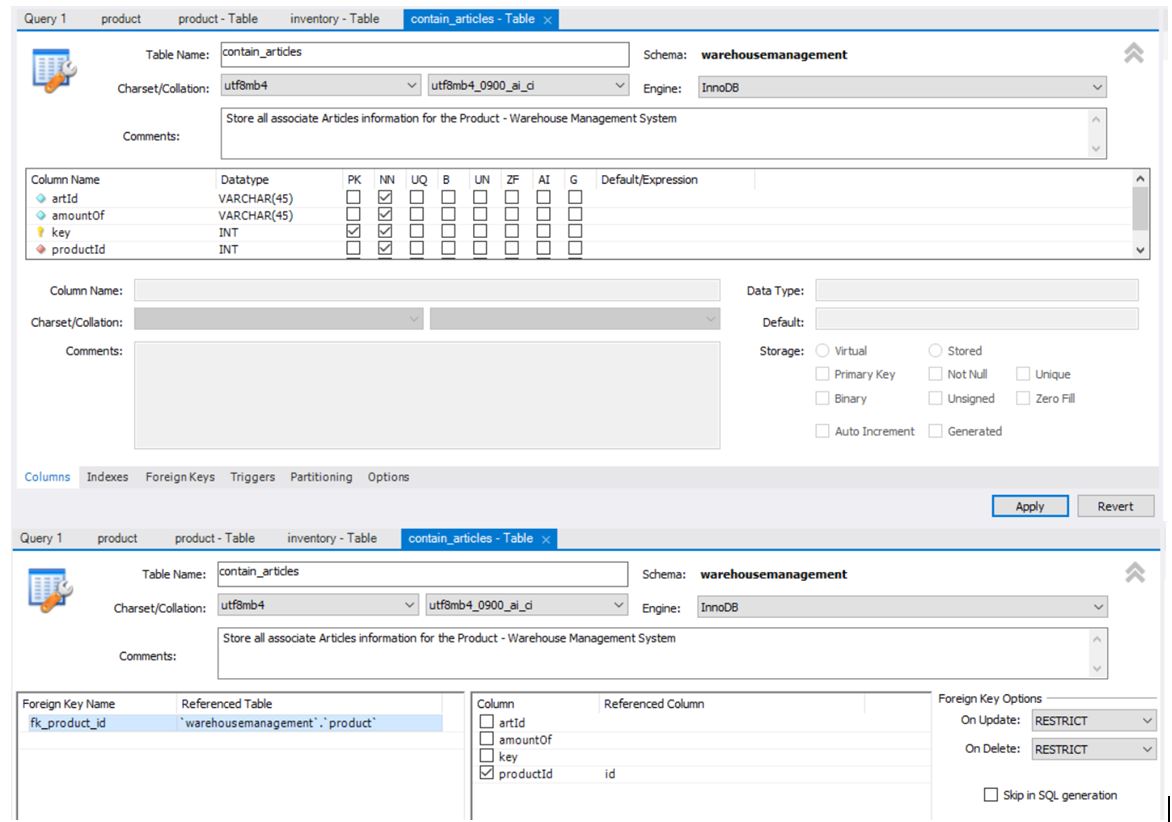 Query 1 product product - Table inventory - Table contain_articles - Table ×
Table Name: contain_articles Schema: warehousemanagement
Charset/Collation: utf8mb4 utf8mb4_0900_ai_ci Engine: InnoDB
Comments: Store all associate Articles information for the Product - Warehouse Management System
Column Name Datatype PK NN UQ B UN ZF AI G Default/Expression
artId VARCHAR(45)
amountOf VARCHAR(45)
key INT
productId INT
Column Name: Data Type:
Charset/Collation: Default:
Comments: Storage: Virtual Stored
Primary Key Not Null Unique
Binary Unsigned Zero Fill
Auto Increment Generated
Columns Indexes Foreign Keys Triggers Partitioning Options
Apply Revert
Query 1 product product - Table inventory - Table contain_articles - Table ×
Table Name: contain_articles Schema: warehousemanagement
Charset/Collation: utf8mb4 utf8mb4_0900_ai_ci Engine: InnoDB
Comments: Store all associate Articles information for the Product - Warehouse Management System
Foreign Key Name Referenced Table Column Referenced Column Foreign Key Options
fk_product_id `warehousemanagement`.`product` artId On Update: RESTRICT
amountOf
key On Delete: RESTRICT
productId id
Skip in SQL generation